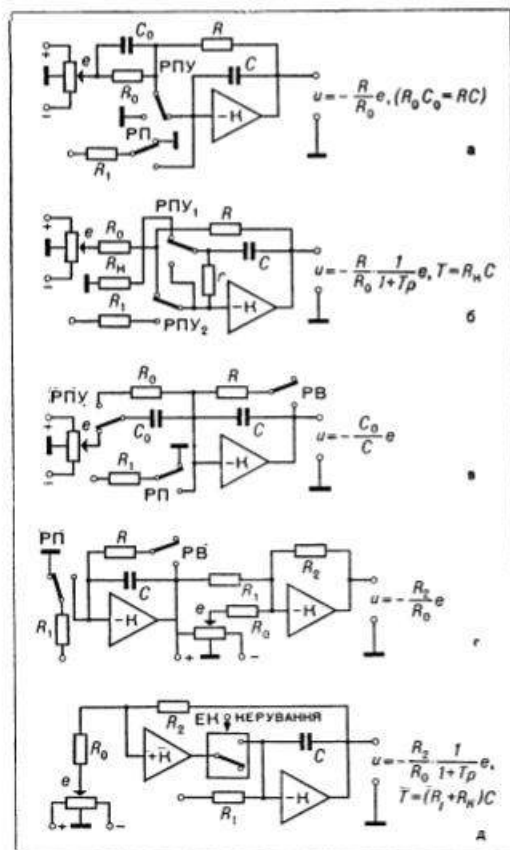 C₀
R
+
e
РПУ
C
R₀
−К
−
РП
R₁
u=−R/R₀ e, (R₀C₀=RC)
а
РПУ₁
R
+
e
R₀
C
Rн
r
−
R₁
−К
РПУ₂
u=−R/R₀ · 1/(1+Tp) e, T=RнC
б
R₀
R
РПУ
РВ
+
e
C₀
C
−
R₁
−К
РП
u=−C₀/C e
в
РП
R
РВ
R₂
C
R₁
−К
e
R₀
−К
R₁
+
−
u=−R₂/R₀ e
г
R₂
ЕК
КЕРУВАННЯ
R₀
+К
C
e
R₁
−К
+
−
u=−R₂/R₀ · 1/(1+Tp) e,
T=(R₁+Rн)C
д